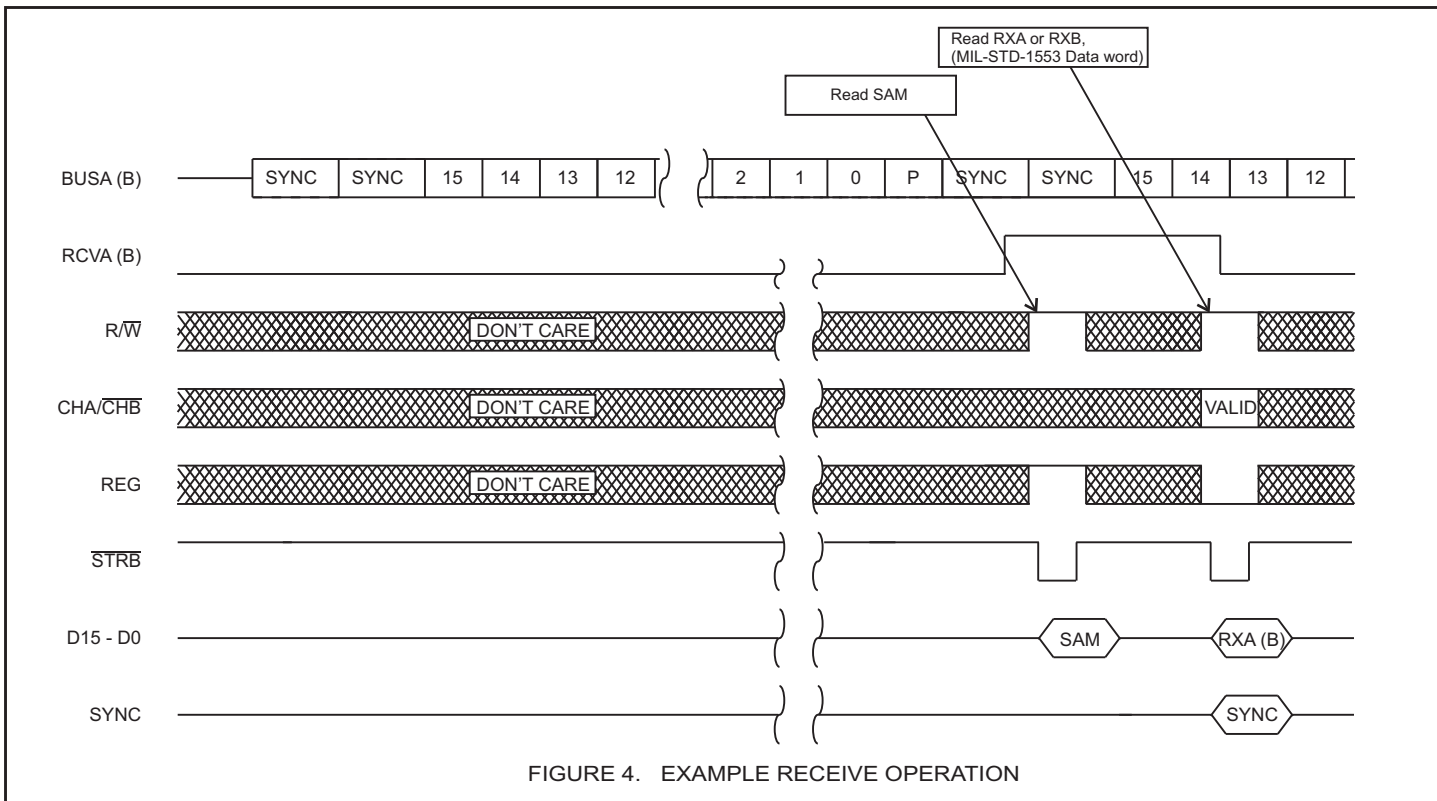 Read RXA or RXB,
(MIL-STD-1553 Data word)
Read SAM
BUSA (B) SYNC SYNC 15 14 13 12 2 1 0 P SYNC SYNC 15 14 13 12
RCVA (B)
R/W̅ DON'T CARE
CHA/C̅H̅B̅ DON'T CARE VALID
REG DON'T CARE
S̅T̅R̅B̅
D15 - D0 SAM RXA (B)
SYNC SYNC
FIGURE 4. EXAMPLE RECEIVE OPERATION